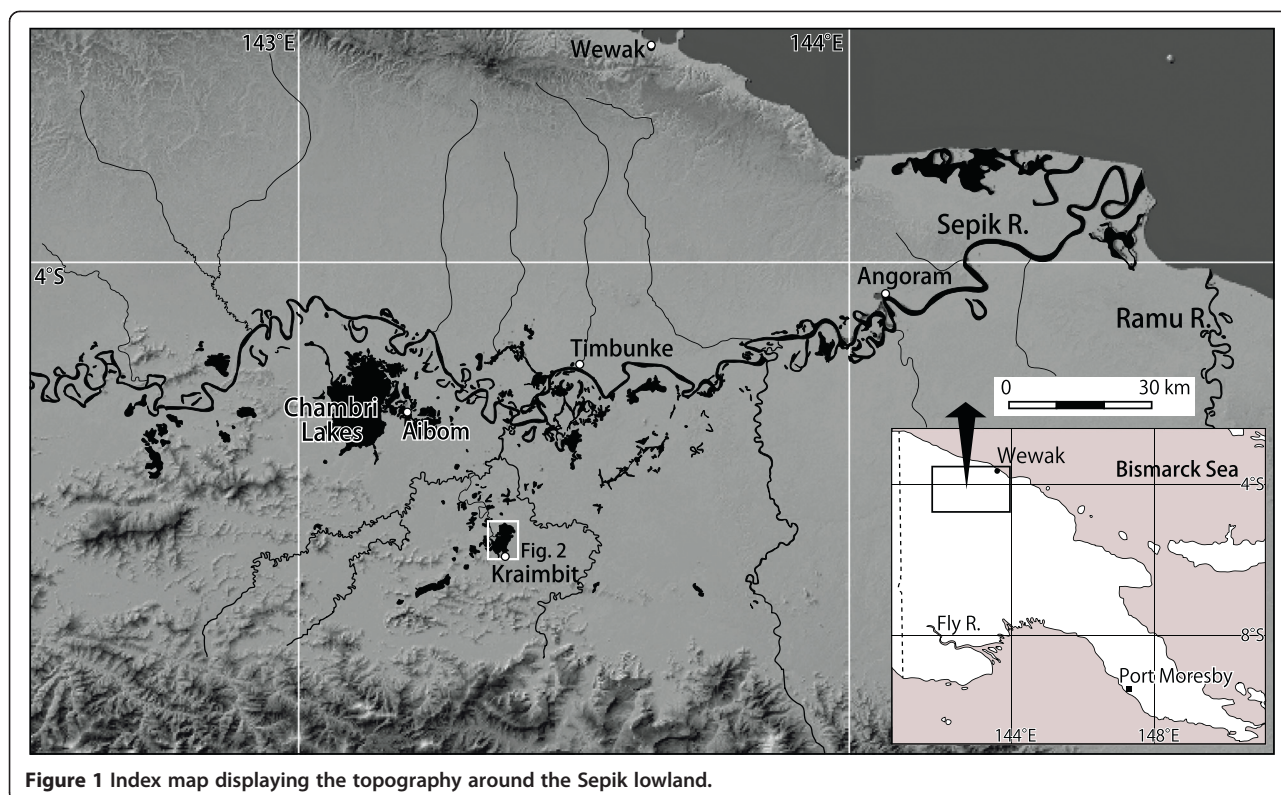 143°E
Wewak
144°E
4°S
Sepik R.
Angoram
Ramu R.
Timbunke
0 30 km
Chambri
Lakes
Aibom
Fig. 2
Kraimbit
Wewak
Bismarck Sea
4°S
Fly R.
8°S
Port Moresby
144°E
148°E
Figure 1 Index map displaying the topography around the Sepik lowland.